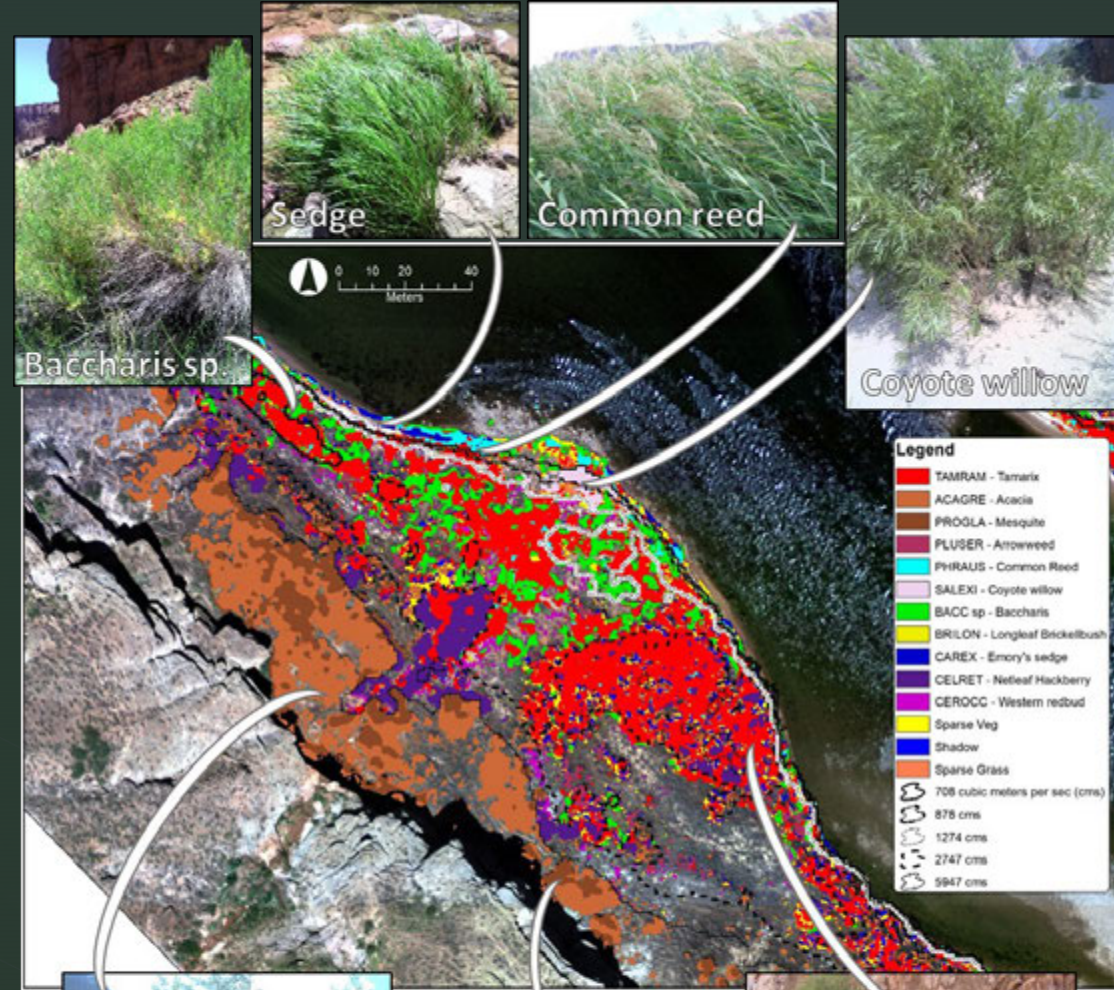 Sedge
Common reed
Baccharis sp.
Coyote willow
0 10 20 40
Meters
Legend
TAMRAM - Tamarix
ACAGRE - Acacia
PROGLA - Mesquite
PLUSER - Arrowweed
PHRAUS - Common Reed
SALEXI - Coyote willow
BACC sp - Baccharis
BRILON - Longleaf Brickellbush
CAREX - Emory's sedge
CELRET - Netleaf Hackberry
CEROCC - Western redbud
Sparse Veg
Shadow
Sparse Grass
708 cubic meters per sec (cms)
878 cms
1274 cms
2747 cms
5947 cms